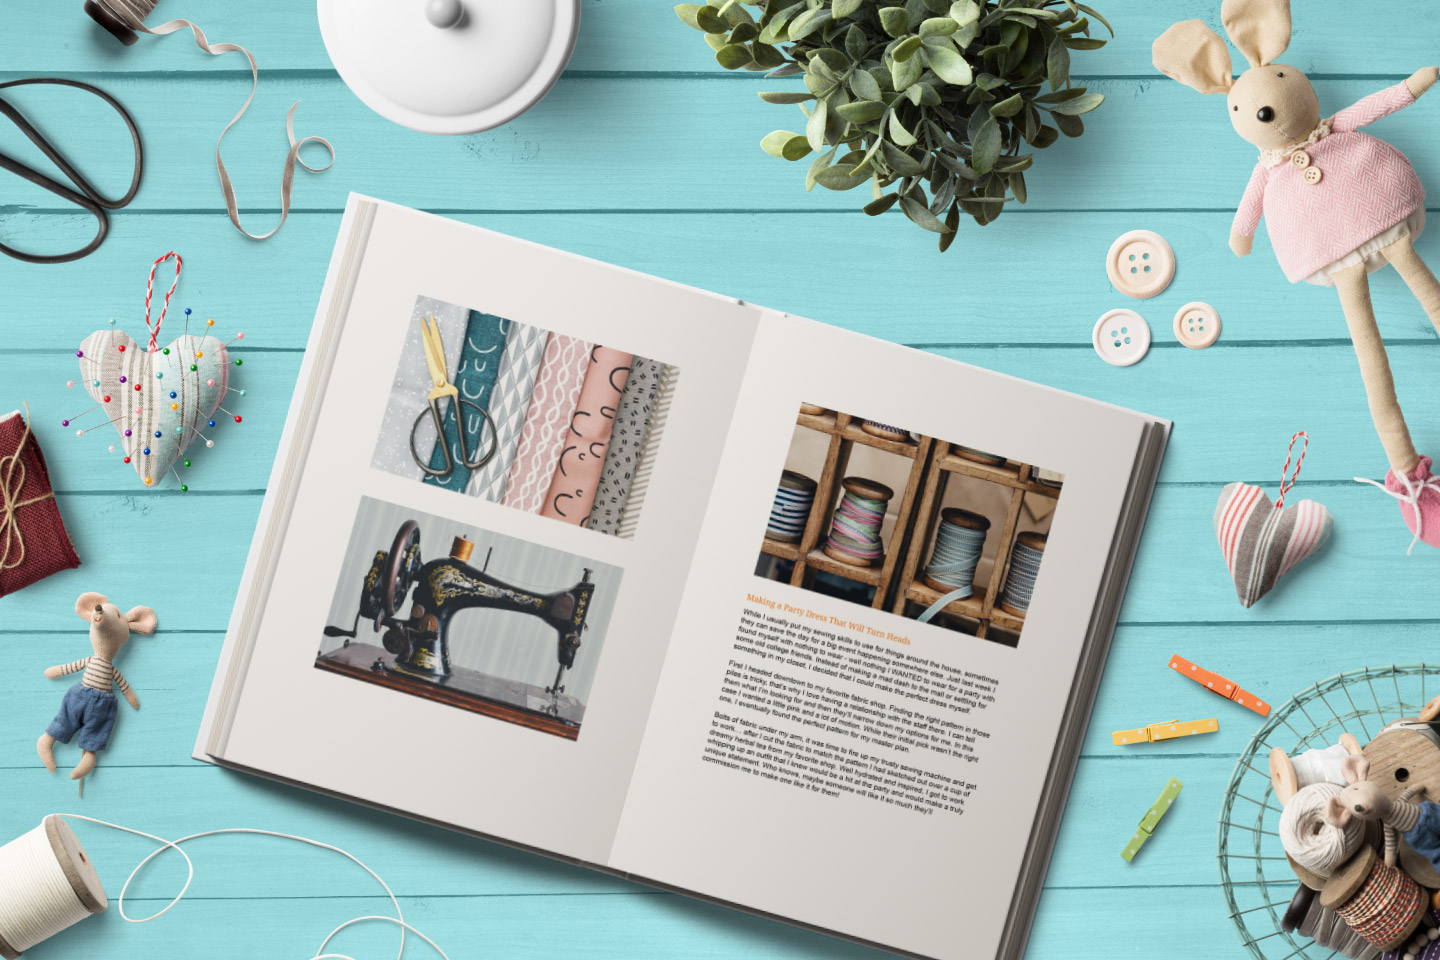 Making a Party Dress That Will Turn Heads
While I usually put my sewing skills to use for things around the house, sometimes
they can save the day for a big event happening somewhere else. Just last week I
found myself with nothing to wear - well nothing I WANTED to wear for a party with
some old college friends. Instead of making a mad dash to the mall or settling for
something in my closet, I decided that I could make the perfect dress myself.
First I headed downtown to my favorite fabric shop. Finding the right pattern in those
piles is tricky, that's why I love having a relationship with the staff there. I can tell
them what I'm looking for and then they'll narrow down my options for me. In this
case I wanted a little pink and a lot of motion. While their initial pick wasn't the right
one, I eventually found the perfect pattern for my master plan.
Bolts of fabric under my arm, it was time to fire up my trusty sewing machine and get
to work... after I cut the fabric to match the pattern I had sketched out over a cup of
dreamy herbal tea from my favorite shop. Well hydrated and inspired, I got to work
whipping up an outfit that I knew would be a hit at the party and would make a truly
unique statement. Who knows, maybe someone will like it so much they'll
commission me to make one like it for them!